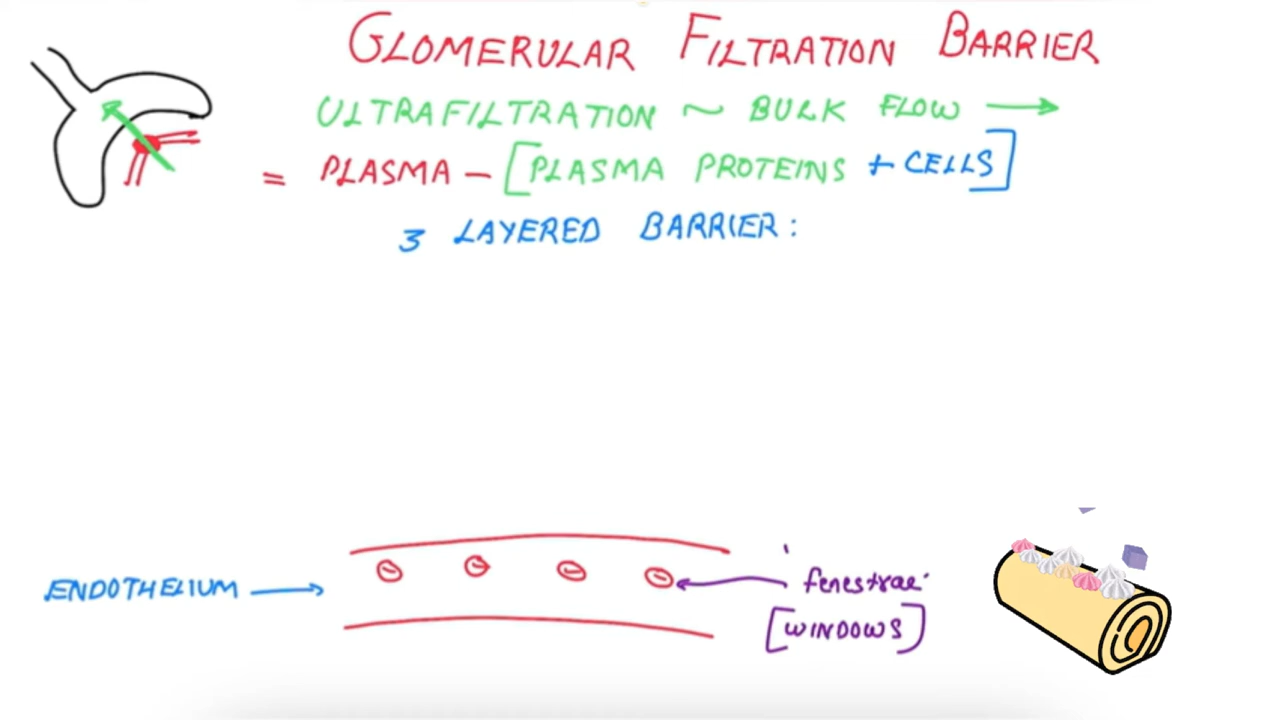 GLOMERULAR FILTRATION BARRIER
ULTRAFILTRATION ~ BULK FLOW →
= PLASMA - [PLASMA PROTEINS + CELLS]
3 LAYERED BARRIER:
ENDOTHELIUM →
fenestrae
[WINDOWS]